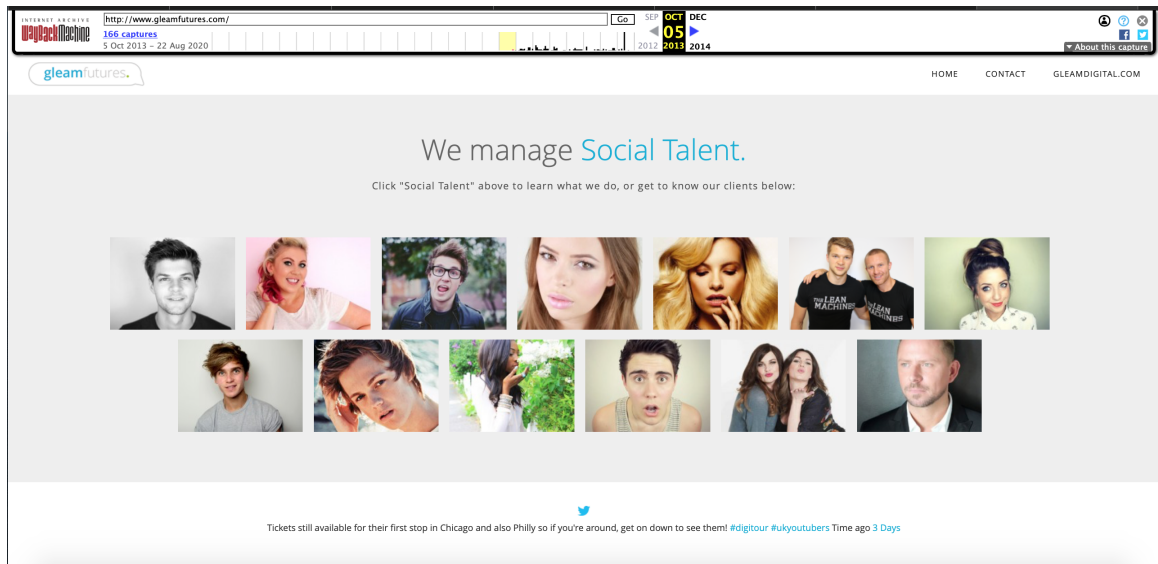 INTERNET ARCHIVE
WayBackMachine
http://www.gleamfutures.com/
Go
SEP OCT DEC
166 captures
05
5 Oct 2013 – 22 Aug 2020
2012 2013 2014
▼ About this capture
gleamfutures.
HOME CONTACT GLEAMDIGITAL.COM
We manage Social Talent.
Click "Social Talent" above to learn what we do, or get to know our clients below:
THE LEAN MACHINES
THE LEAN MACHINES
Tickets still available for their first stop in Chicago and also Philly so if you're around, get on down to see them! #digitour #ukyoutubers Time ago 3 Days